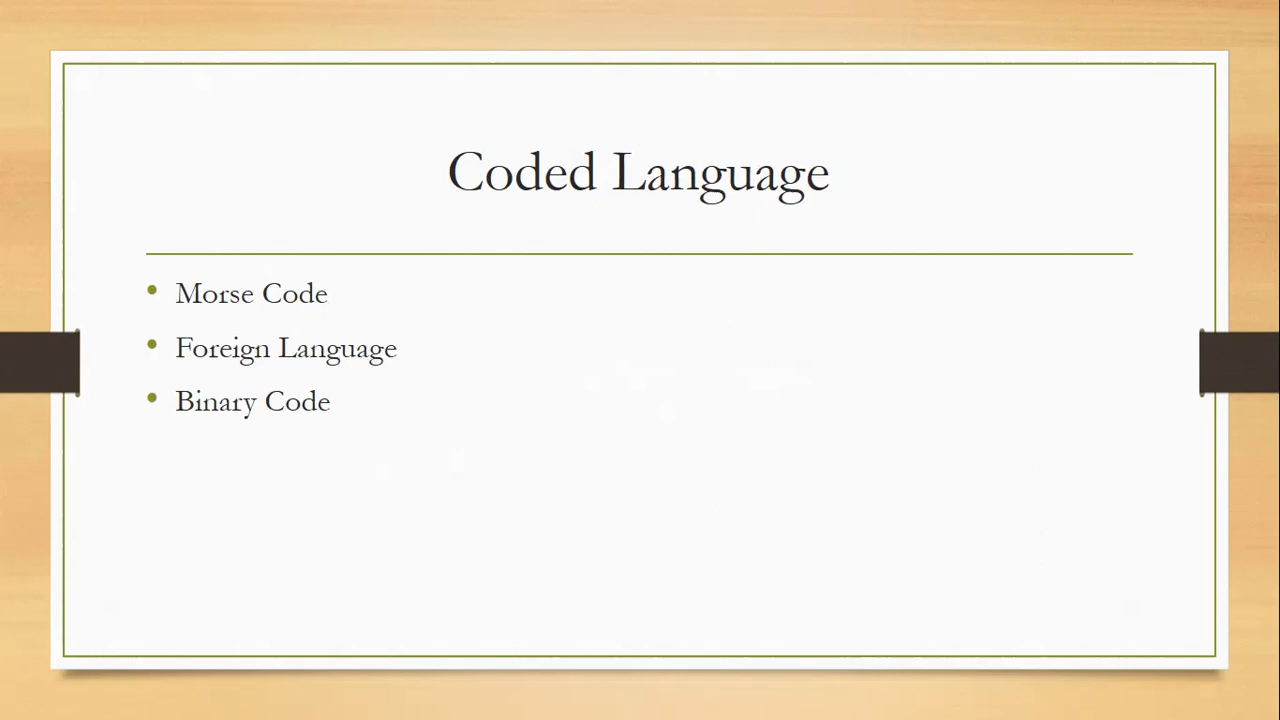 Coded Language
• Morse Code
• Foreign Language
• Binary Code